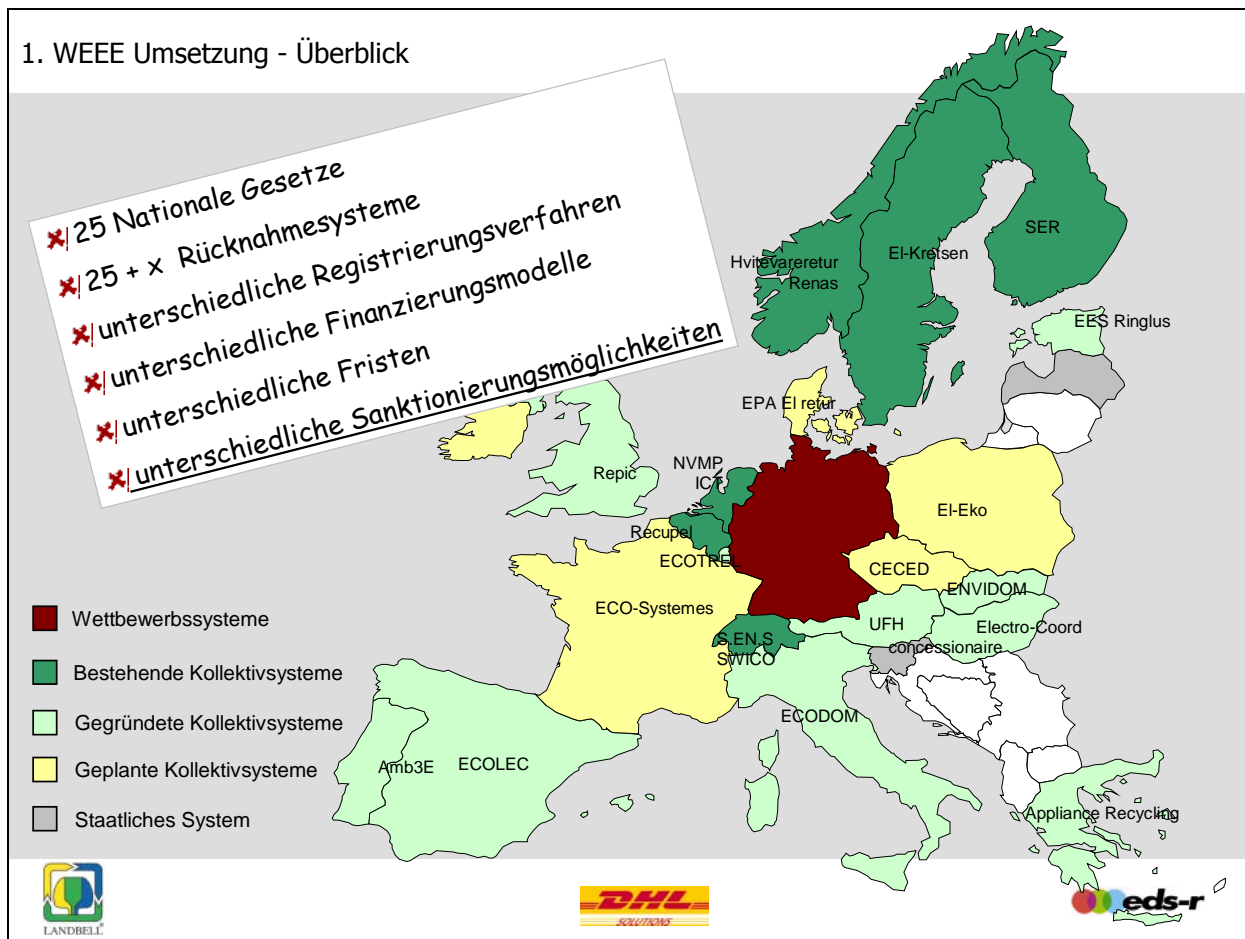 1. WEEE Umsetzung - Überblick
25 Nationale Gesetze
25 + x Rücknahmesysteme
unterschiedliche Registrierungsverfahren
unterschiedliche Finanzierungsmodelle
unterschiedliche Fristen
unterschiedliche Sanktionierungsmöglichkeiten
SER
El-Kretsen
Hvitevareretur
Renas
EES Ringlus
EPA El retur
NVMP
ICT
Repic
El-Eko
Recupel
ECOTREL
CECED
ENVIDOM
ECO-Systemes
UFH
Electro-Coord
S.EN.S
SWICO
concessionaire
ECODOM
Amb3E
ECOLEC
Appliance Recycling
Wettbewerbssysteme
Bestehende Kollektivsysteme
Gegründete Kollektivsysteme
Geplante Kollektivsysteme
Staatliches System
LANDBELL
DHL
SOLUTIONS
eds-r